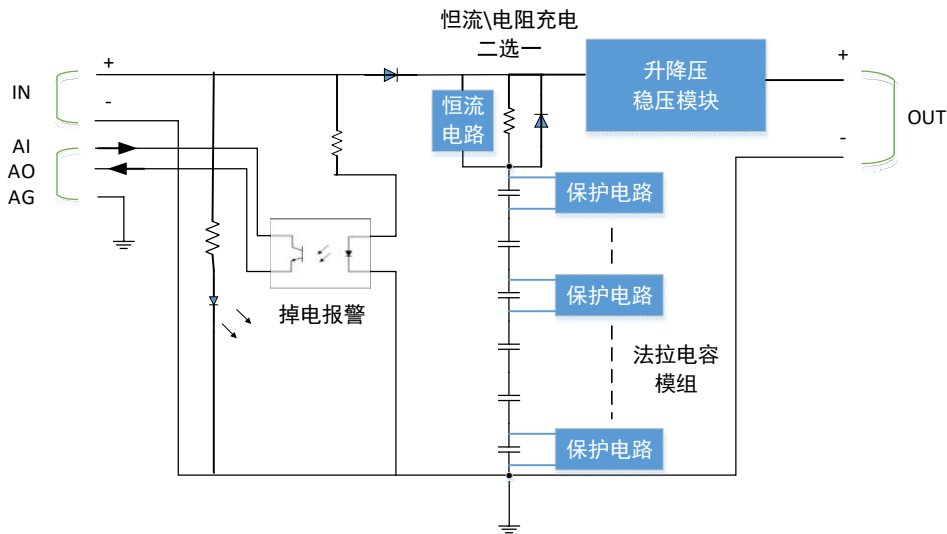 怛流\电阻充电
二选一
+
IN
-
AI
AO
AG
恒流
电路
升降压
稳压模块
+
OUT
-
保护电路
掉电报警
保护电路
法拉电容
模组
保护电路